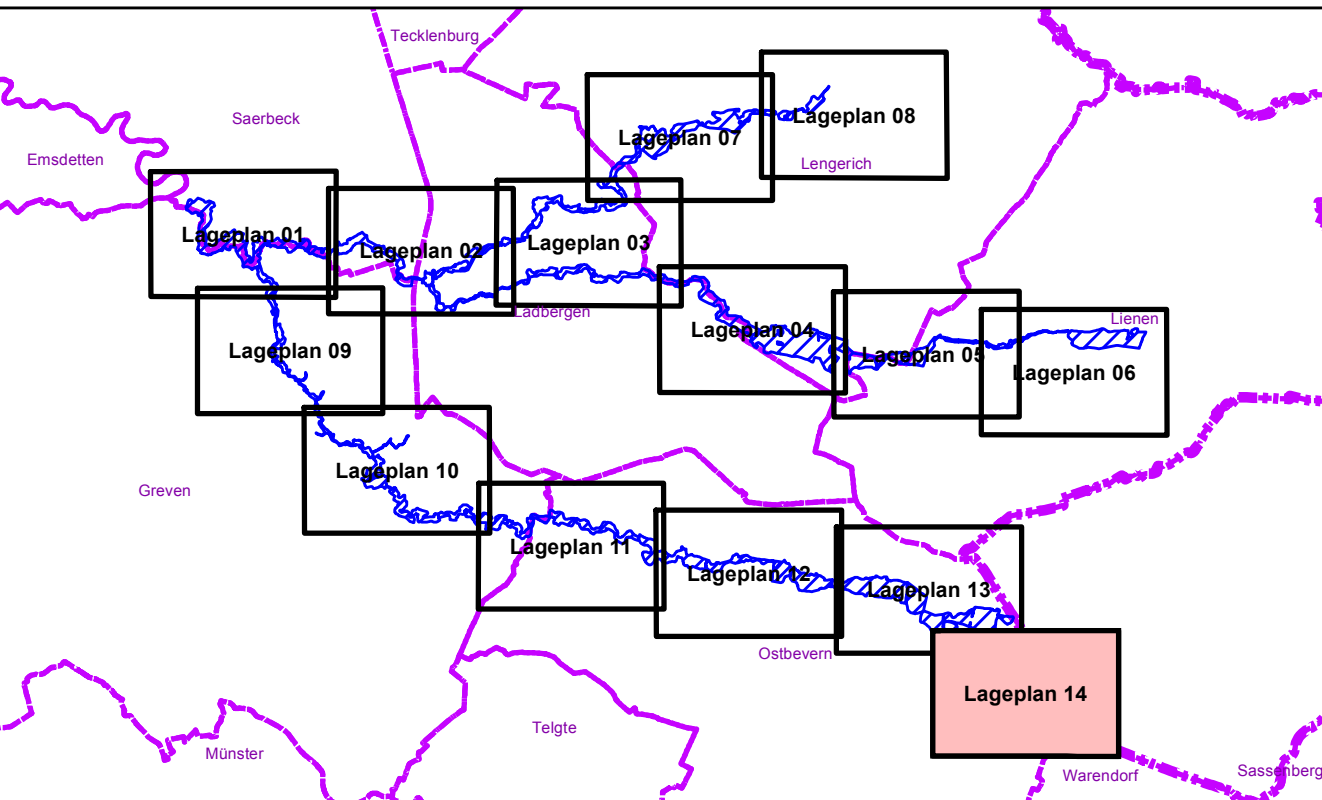 Tecklenburg
Saerbeck
Lageplan 08
Lageplan 07
Emsdetten
Lengerich
Lageplan 01
Lageplan 02
Lageplan 03
Ladbergen
Lienen
Lageplan 04
Lageplan 09
Lageplan 05
Lageplan 06
Lageplan 10
Greven
Lageplan 11
Lageplan 12
Lageplan 13
Ostbevern
Lageplan 14
Telgte
Münster
Warendorf
Sassenberg